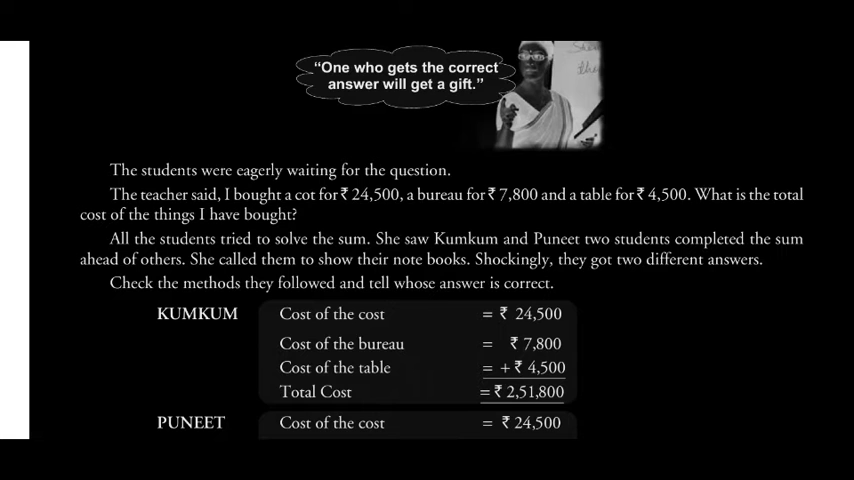 “One who gets the correct
answer will get a gift.”
The students were eagerly waiting for the question.
The teacher said, I bought a cot for ₹ 24,500, a bureau for ₹ 7,800 and a table for ₹ 4,500. What is the total
cost of the things I have bought?
All the students tried to solve the sum. She saw Kumkum and Puneet two students completed the sum
ahead of others. She called them to show their note books. Shockingly, they got two different answers.
Check the methods they followed and tell whose answer is correct.
KUMKUM Cost of the cost = ₹ 24,500
Cost of the bureau = ₹ 7,800
Cost of the table = + ₹ 4,500
Total Cost = ₹ 2,51,800
PUNEET Cost of the cost = ₹ 24,500